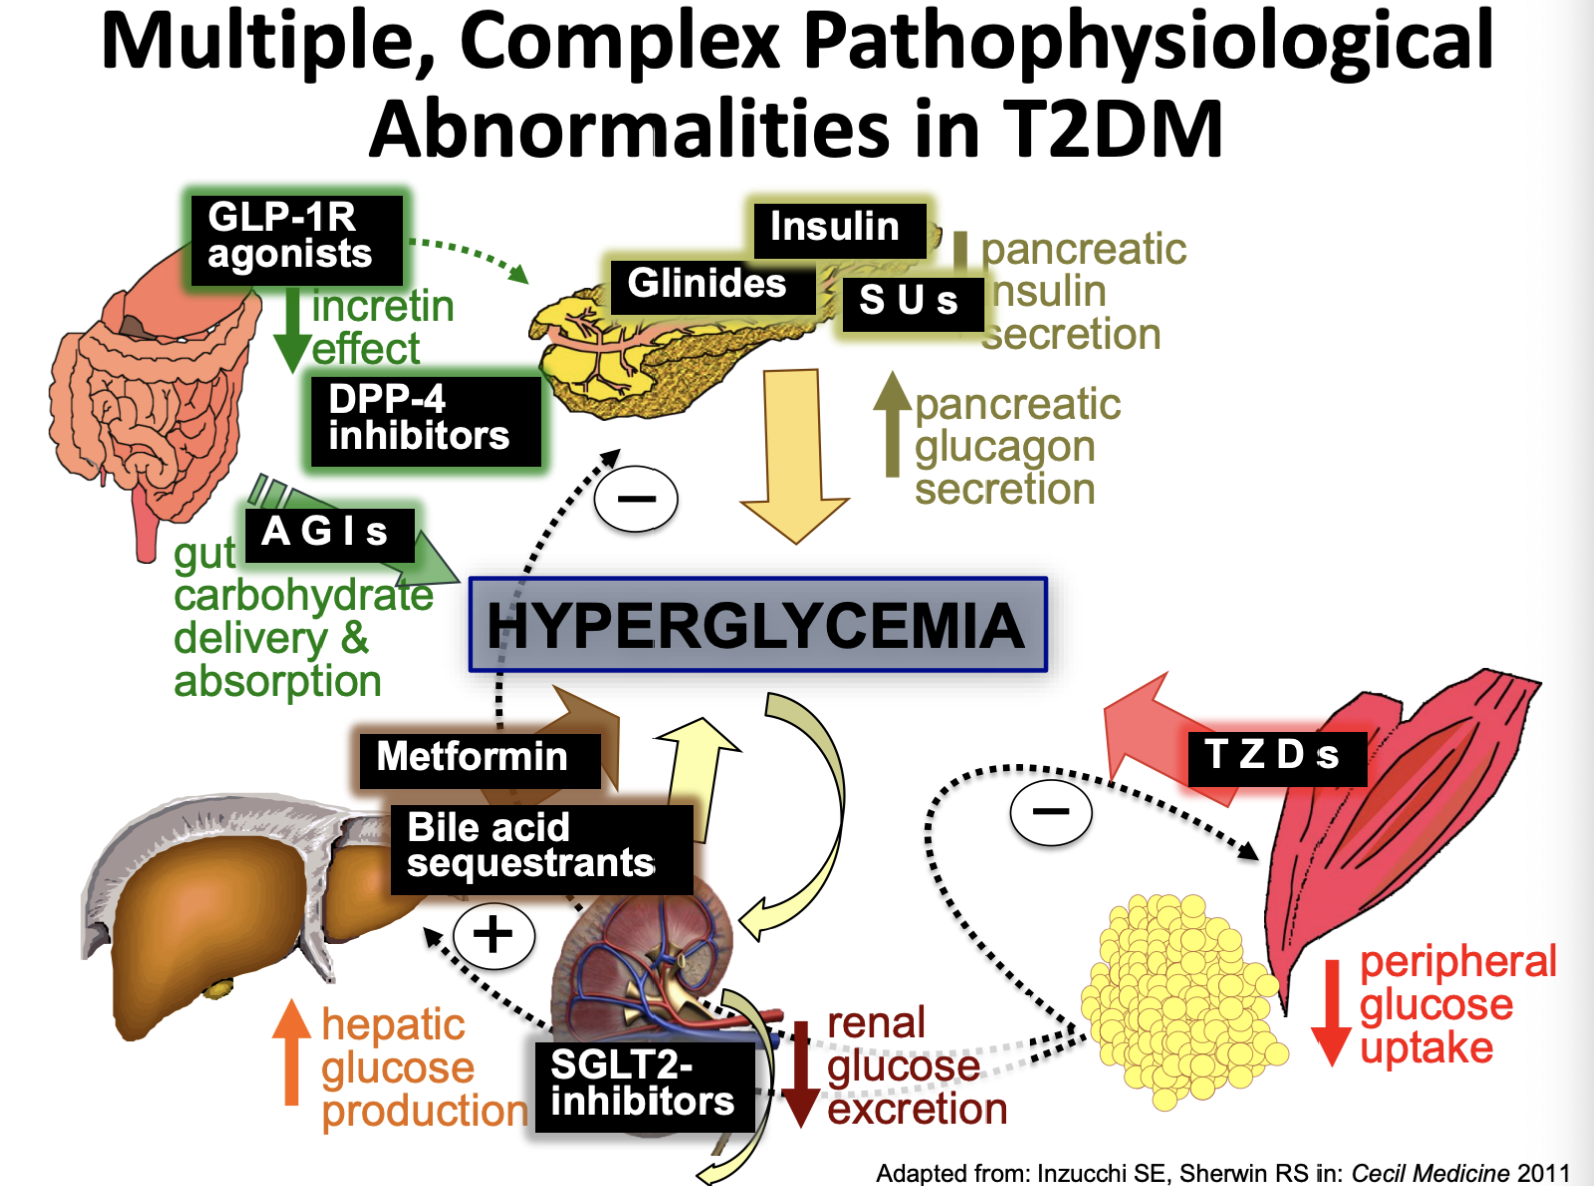 Multiple, Complex Pathophysiological
Abnormalities in T2DM
GLP-1R
agonists
incretin
effect
DPP-4
inhibitors
Insulin
Glinides
S U s
pancreatic
insulin
secretion
pancreatic
glucagon
secretion
−
A G I s
gut
carbohydrate
delivery &
absorption
HYPERGLYCEMIA
Metformin
Bile acid
sequestrants
+
hepatic
glucose
production
SGLT2-
inhibitors
renal
glucose
excretion
−
T Z D s
peripheral
glucose
uptake
Adapted from: Inzucchi SE, Sherwin RS in: Cecil Medicine 2011